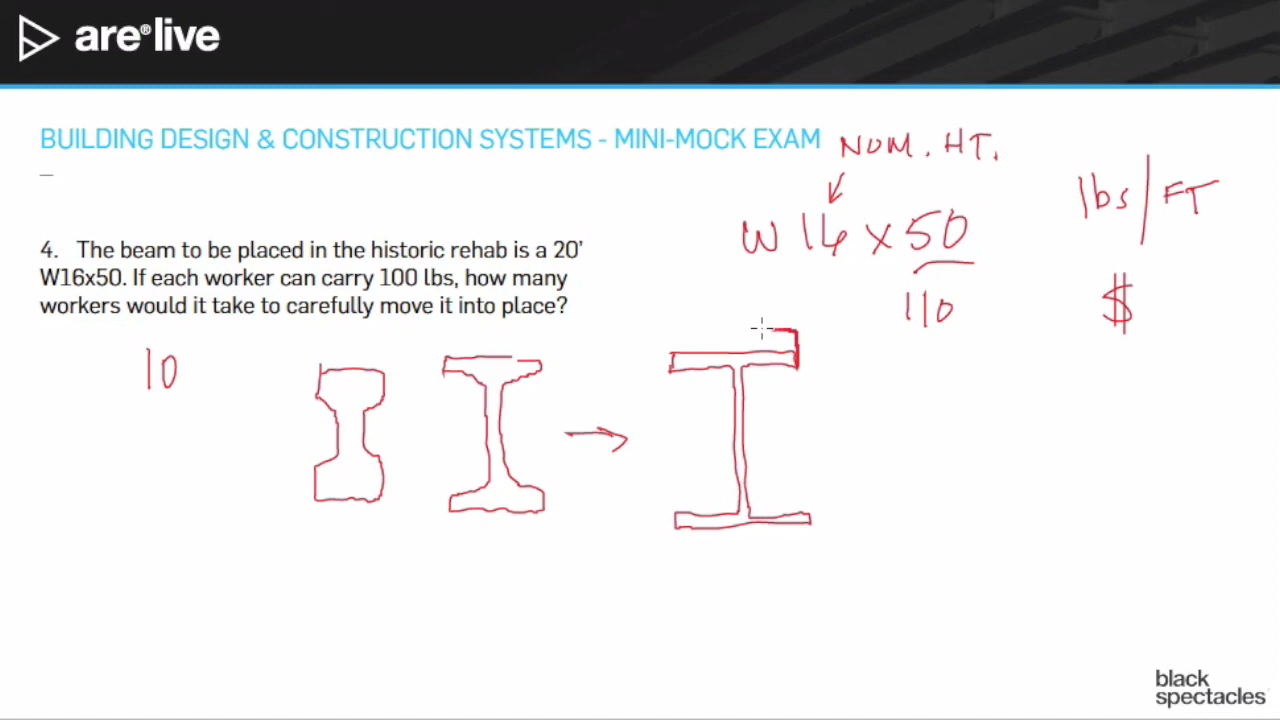 are® live
BUILDING DESIGN & CONSTRUCTION SYSTEMS - MINI-MOCK EXAM
NOM. HT.
W 16 x 50
lbs/FT
4. The beam to be placed in the historic rehab is a 20'
W16x50. If each worker can carry 100 lbs, how many
workers would it take to carefully move it into place?
110
$
10
black
spectacles